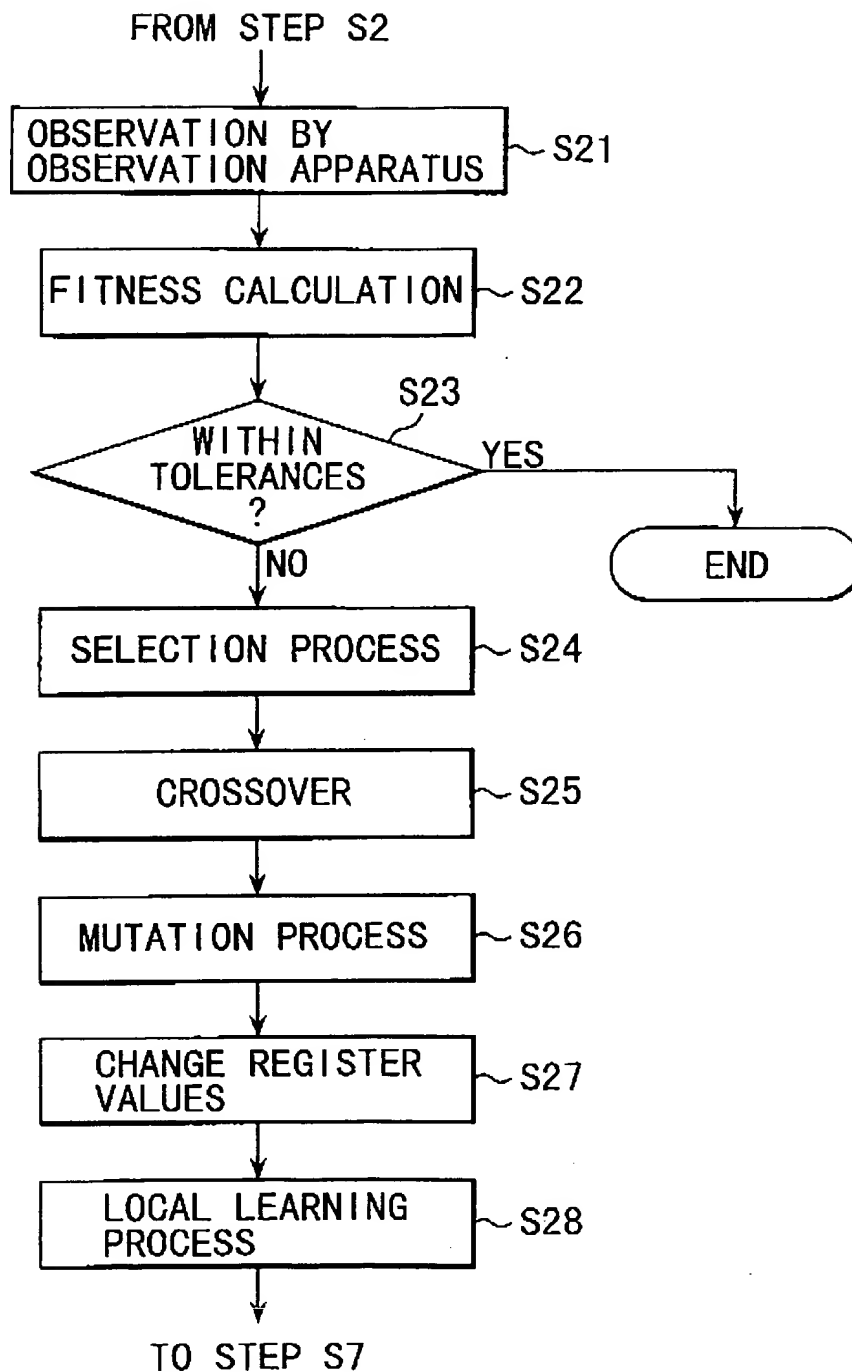 FROM STEP S2
OBSERVATION BY
OBSERVATION APPARATUS
S21
FITNESS CALCULATION
S22
S23
WITHIN
TOLERANCES
?
YES
END
NO
SELECTION PROCESS
S24
CROSSOVER
S25
MUTATION PROCESS
S26
CHANGE REGISTER
VALUES
S27
LOCAL LEARNING
PROCESS
S28
TO STEP S7